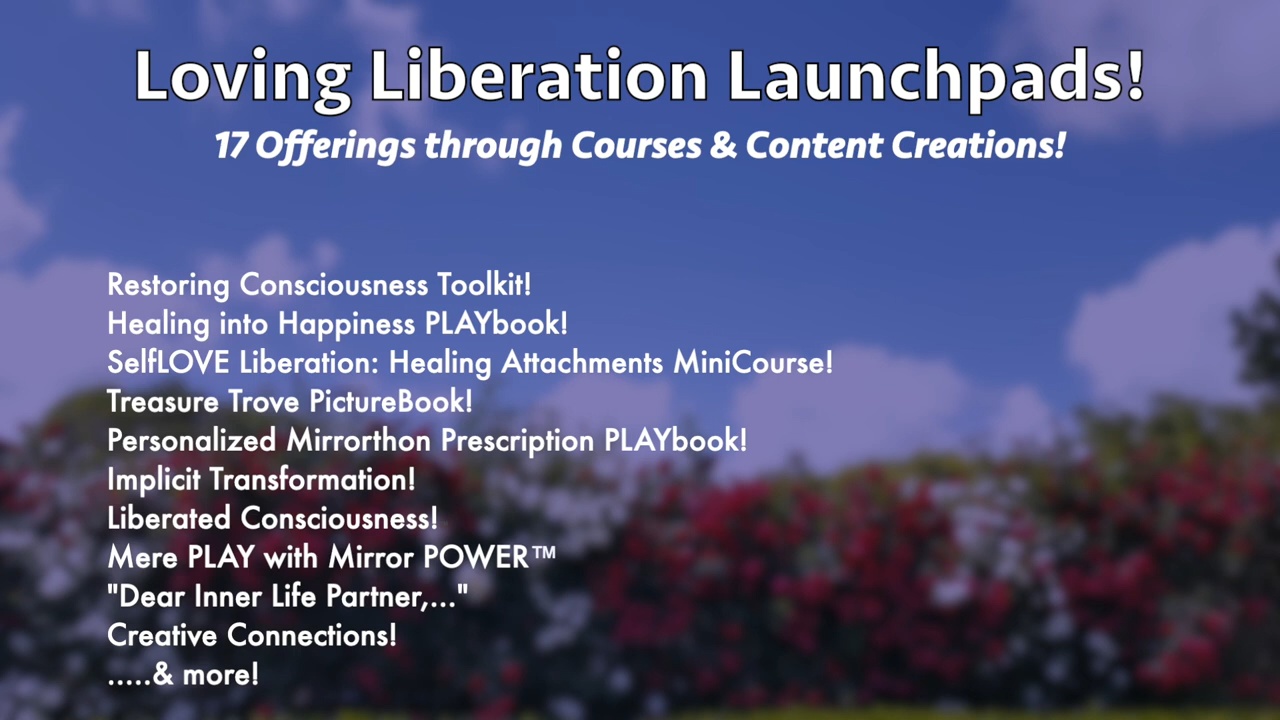 Loving Liberation Launchpads!
17 Offerings through Courses & Content Creations!
Restoring Consciousness Toolkit!
Healing into Happiness PLAYbook!
SelfLOVE Liberation: Healing Attachments MiniCourse!
Treasure Trove PictureBook!
Personalized Mirrorthon Prescription PLAYbook!
Implicit Transformation!
Liberated Consciousness!
Mere PLAY with Mirror POWER™
"Dear Inner Life Partner,..."
Creative Connections!
.....& more!